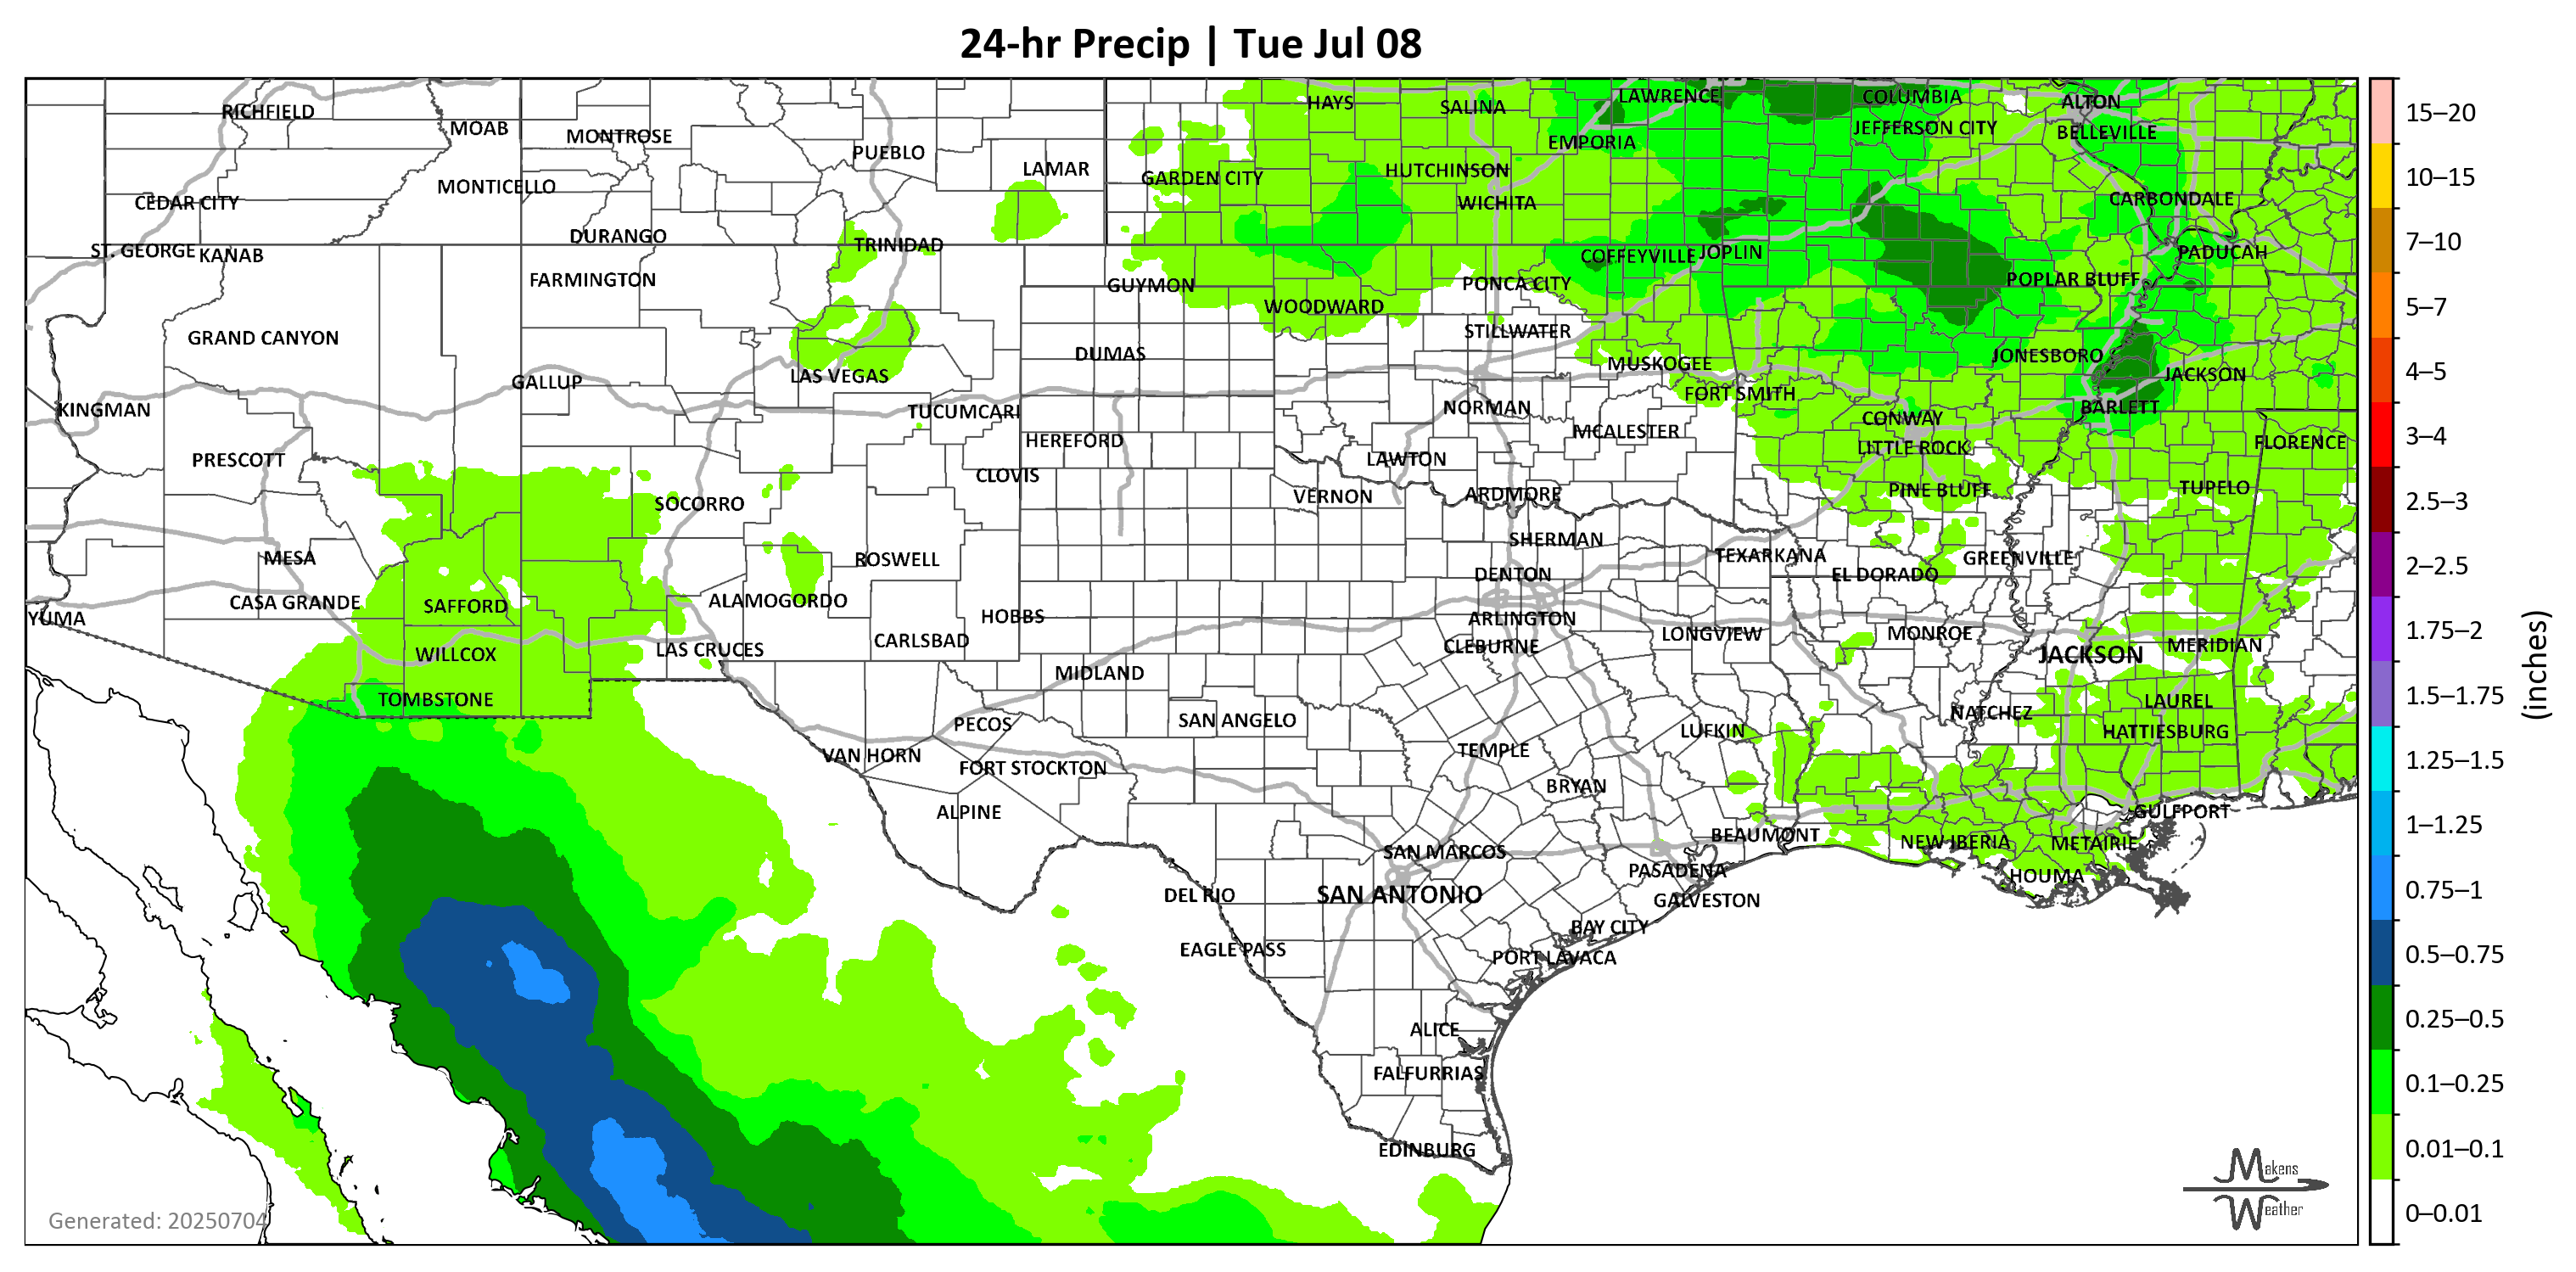 24-hr Precip | Tue Jul 08
RICHFIELD
MOAB
MONTROSE
PUEBLO
LAMAR
HAYS
SALINA
LAWRENCE
COLUMBIA
ALTON
JEFFERSON CITY
BELLEVILLE
EMPORIA
MONTICELLO
GARDEN CITY
HUTCHINSON
WICHITA
CARBONDALE
CEDAR CITY
DURANGO
TRINIDAD
ST. GEORGE
KANAB
FARMINGTON
GUYMON
WOODWARD
PONCA CITY
COFFEYVILLE
JOPLIN
POPLAR BLUFF
PADUCAH
GRAND CANYON
DUMAS
STILLWATER
MUSKOGEE
JONESBORO
JACKSON
GALLUP
LAS VEGAS
FORT SMITH
KINGMAN
TUCUMCARI
NORMAN
BARLETT
CONWAY
HEREFORD
MCALESTER
LITTLE ROCK
FLORENCE
PRESCOTT
CLOVIS
LAWTON
SOCORRO
VERNON
ARDMORE
PINE BLUFF
TUPELO
MESA
ROSWELL
SHERMAN
TEXARKANA
GREENVILLE
DENTON
EL DORADO
CASA GRANDE
SAFFORD
ALAMOGORDO
HOBBS
ARLINGTON
YUMA
CARLSBAD
CLEBURNE
LONGVIEW
MONROE
MERIDIAN
WILLCOX
LAS CRUCES
JACKSON
MIDLAND
TOMBSTONE
LAUREL
PECOS
SAN ANGELO
LUFKIN
NATCHEZ
HATTIESBURG
VAN HORN
FORT STOCKTON
TEMPLE
BRYAN
ALPINE
GULFPORT
SAN MARCOS
BEAUMONT
NEW IBERIA
METAIRIE
DEL RIO
SAN ANTONIO
PASADENA
HOUMA
GALVESTON
EAGLE PASS
BAY CITY
PORT LAVACA
ALICE
FALFURRIAS
EDINBURG
Generated: 20250704
Makens
Weather
15–20
10–15
7–10
5–7
4–5
3–4
2.5–3
2–2.5
1.75–2
1.5–1.75
1.25–1.5
1–1.25
0.75–1
0.5–0.75
0.25–0.5
0.1–0.25
0.01–0.1
0–0.01
(inches)